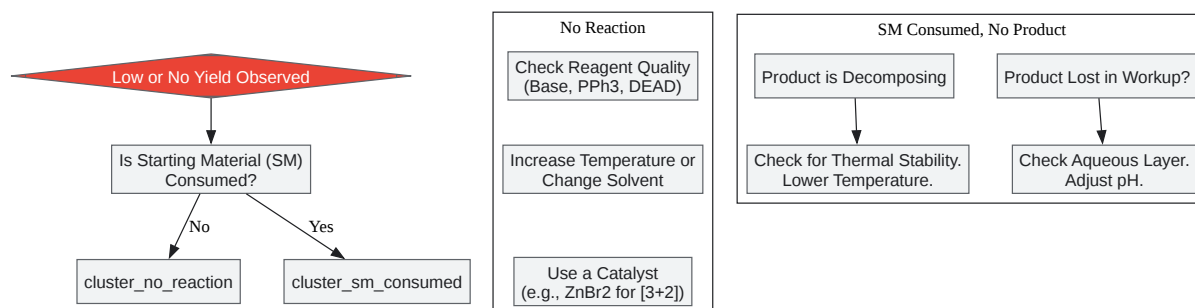 Low or No Yield Observed
Is Starting Material (SM)
Consumed?
No
Yes
cluster_no_reaction
cluster_sm_consumed
No Reaction
Check Reagent Quality
(Base, PPh3, DEAD)
Increase Temperature or
Change Solvent
Use a Catalyst
(e.g., ZnBr2 for [3+2])
SM Consumed, No Product
Product is Decomposing
Product Lost in Workup?
Check for Thermal Stability.
Lower Temperature.
Check Aqueous Layer.
Adjust pH.